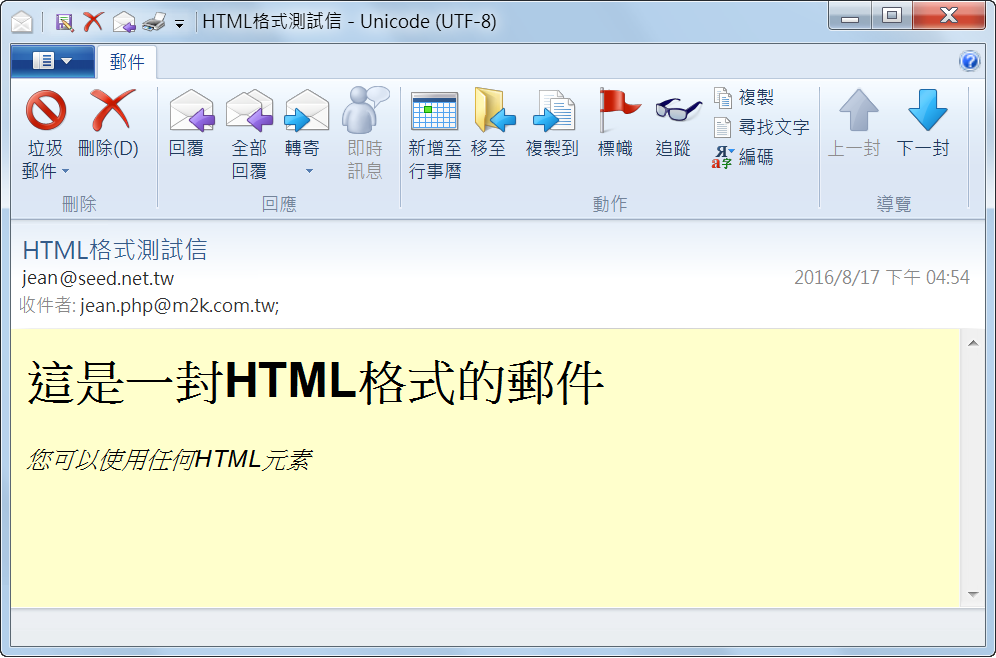 HTML格式測試信 - Unicode (UTF-8)
郵件
垃圾郵件
刪除(D)
回覆
全部回覆
轉寄
即時訊息
新增至行事曆
移至
複製到
標幟
追蹤
複製
尋找文字
編碼
上一封
下一封
刪除
回應
動作
導覽
HTML格式測試信
jean@seed.net.tw
2016/8/17 下午 04:54
收件者: jean.php@m2k.com.tw;
這是一封HTML格式的郵件
您可以使用任何HTML元素